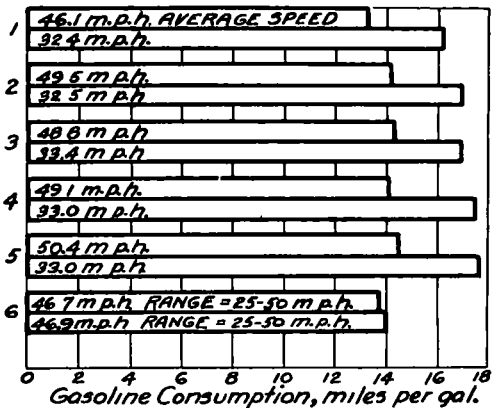 1
46.1 m.p.h. AVERAGE SPEED
32.4 m.p.h.
2
49.6 m p.h.
32.5 m p.h.
3
48.8 m p.h.
33.4 m p.h.
4
49.1 m.p.h.
33.0 m p.h.
5
50.4 m p.h.
33.0 m p.h.
6
46.7 m p.h. RANGE = 25-50 m p.h.
46.9 m.p.h RANGE = 25-50 m.p.h.
0 2 4 6 8 10 12 14 16 18
Gasoline Consumption, miles per gal.